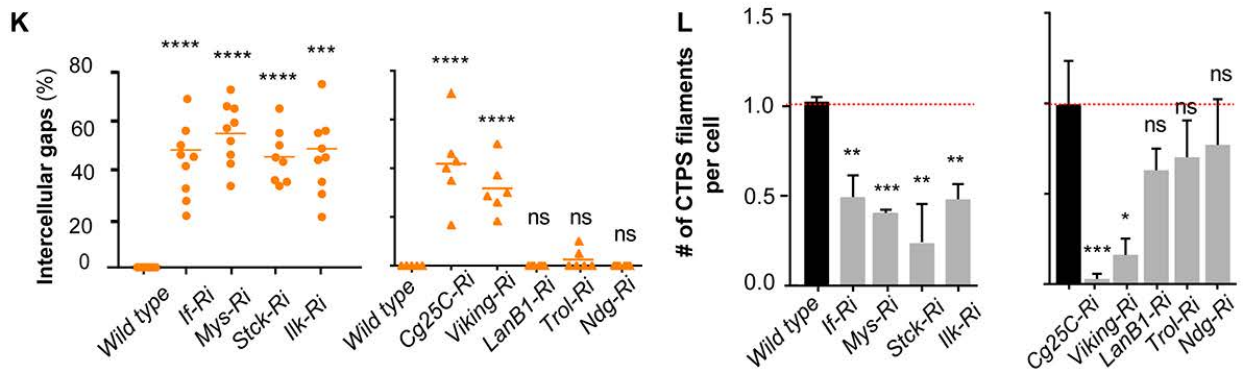 K
Intercellular gaps (%)
80
60
40
20
0
**** **** **** ***
Wild type If-Ri Mys-Ri Stck-Ri Ilk-Ri
**** **** ns ns ns
Wild type Cg25C-Ri Viking-Ri LanB1-Ri Trol-Ri Ndg-Ri
L
# of CTPS filaments
per cell
1.0
0.5
0.0
** *** ** **
Wild type If-Ri Mys-Ri Stck-Ri Ilk-Ri
*** * ns ns ns
Cg25C-Ri Viking-Ri LanB1-Ri Trol-Ri Ndg-Ri